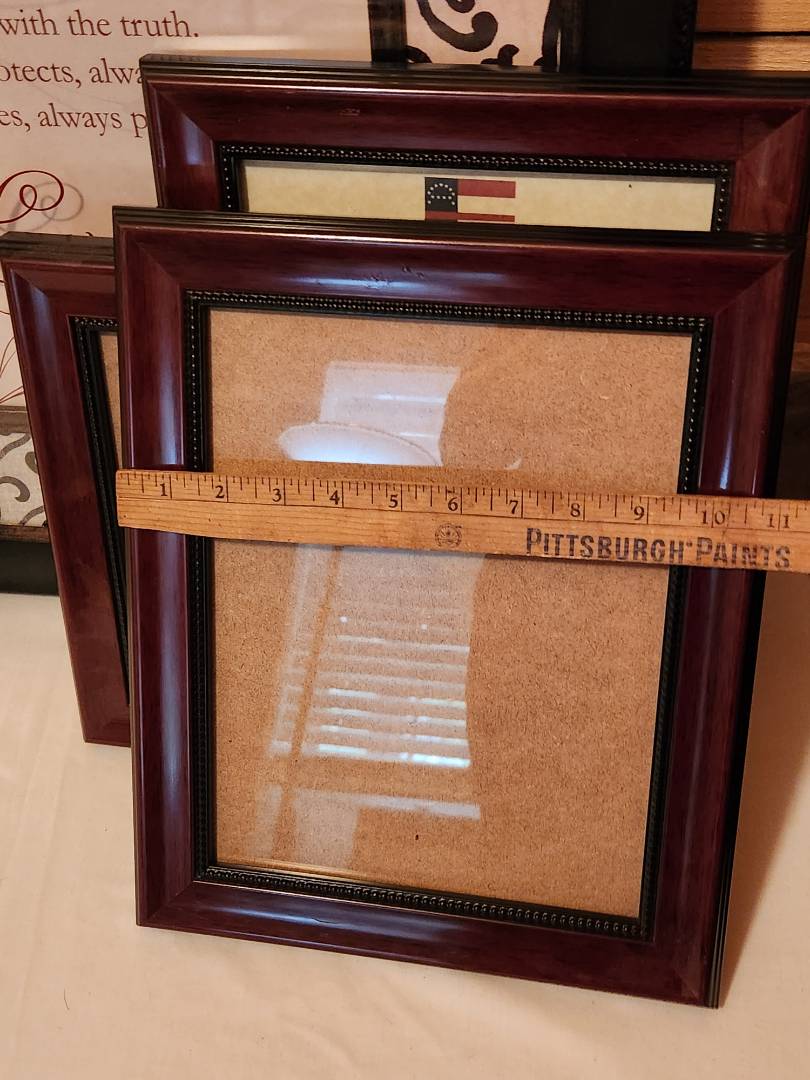 with the truth.
otects, alwa
es, always p
1 2 3 4 5 6 7 8 9 10 11
PITTSBURGH PAINTS